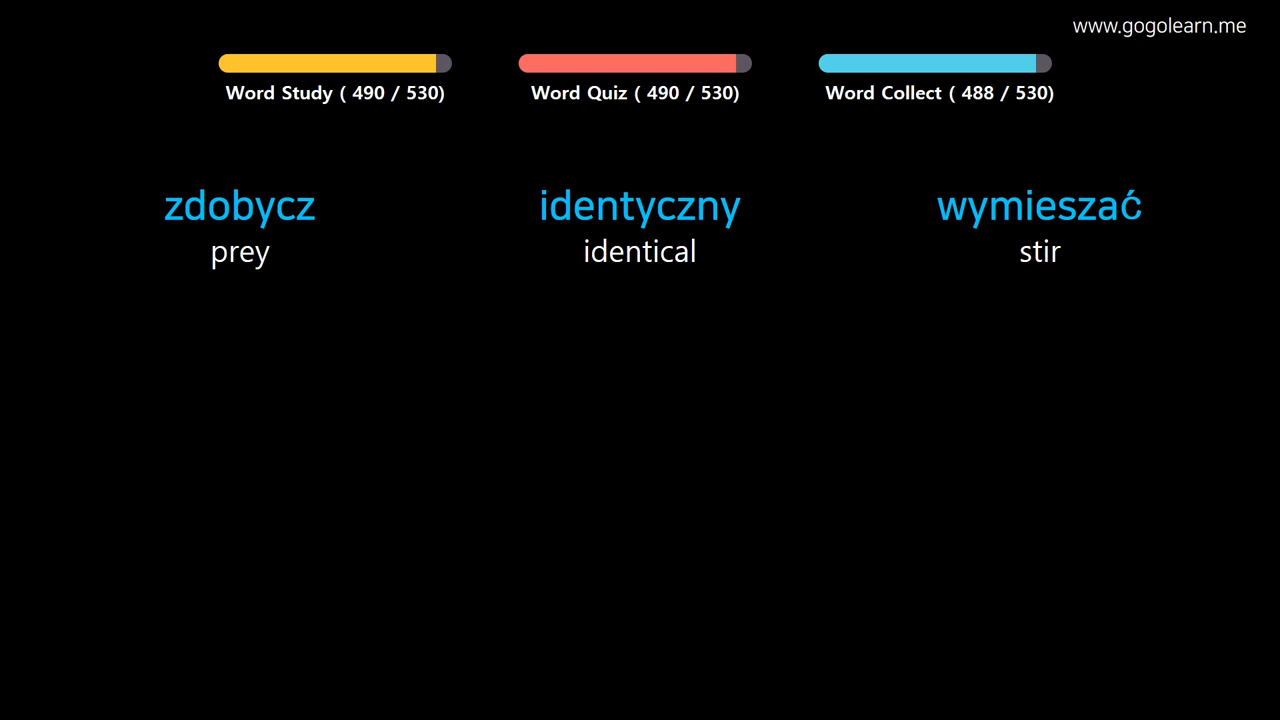 www.gogolearn.me
Word Study ( 490 / 530)
Word Quiz ( 490 / 530)
Word Collect ( 488 / 530)
zdobycz
prey
identyczny
identical
wymieszać
stir